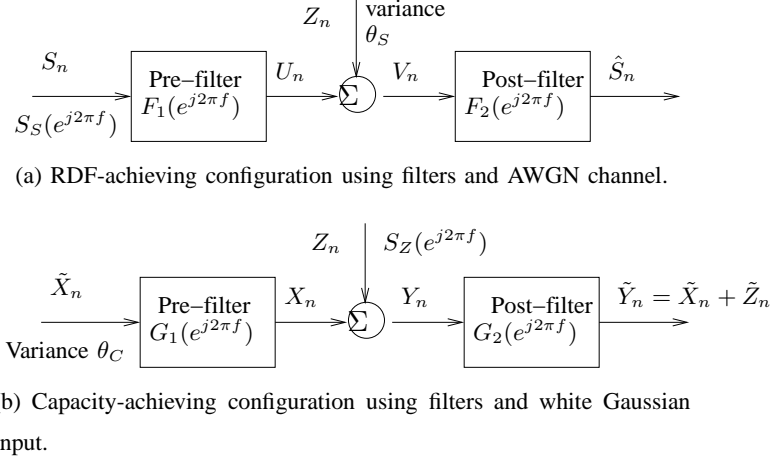 Z_n
variance
θ_S
S_n
Pre−filter
U_n
Σ
V_n
Post−filter
Ŝ_n
S_S(e^{j2πf})
F_1(e^{j2πf})
F_2(e^{j2πf})
(a) RDF-achieving configuration using filters and AWGN channel.
Z_n
S_Z(e^{j2πf})
X̃_n
Pre−filter
X_n
Σ
Y_n
Post−filter
Ỹ_n = X̃_n + Z̃_n
Variance θ_C
G_1(e^{j2πf})
G_2(e^{j2πf})
b) Capacity-achieving configuration using filters and white Gaussian
nput.